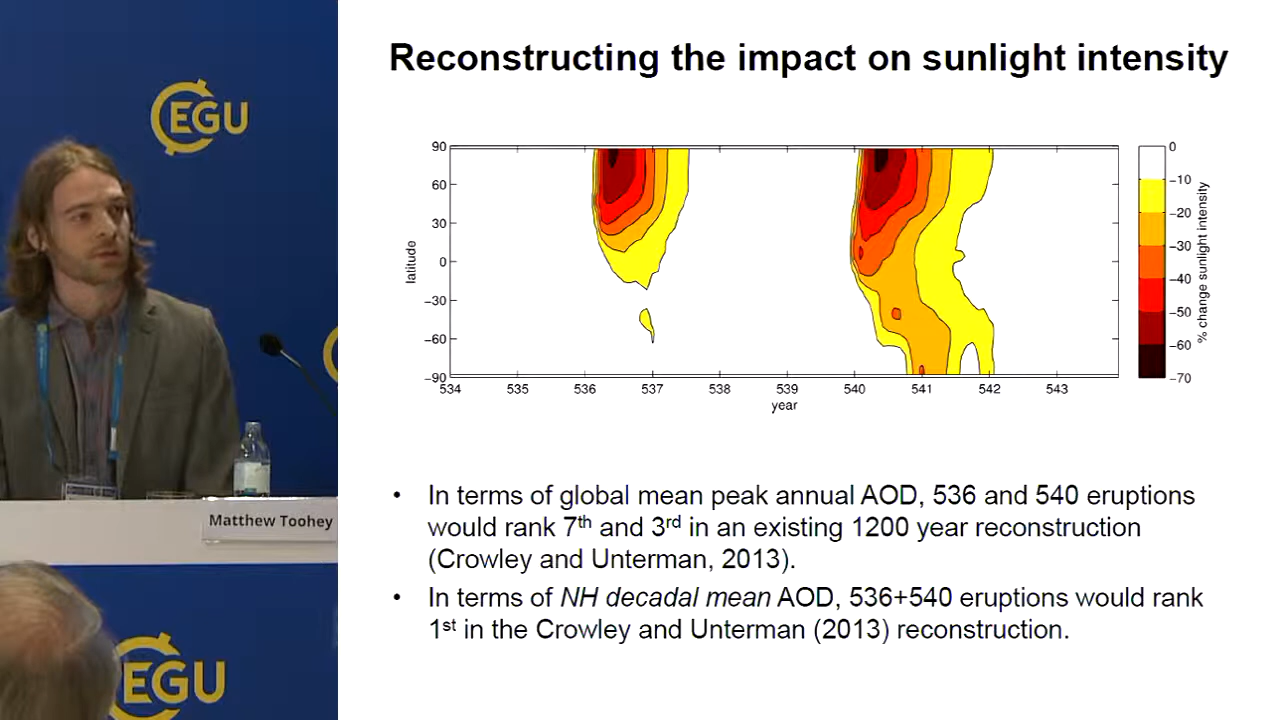 Reconstructing the impact on sunlight intensity
EGU
90
60
30
0
−30
−60
−90
latitude
534 535 536 537 538 539 540 541 542 543
year
0
−10
−20
−30
−40
−50
−60
−70
% change sunlight intensity
• In terms of global mean peak annual AOD, 536 and 540 eruptions
would rank 7th and 3rd in an existing 1200 year reconstruction
(Crowley and Unterman, 2013).
• In terms of NH decadal mean AOD, 536+540 eruptions would rank
1st in the Crowley and Unterman (2013) reconstruction.
Matthew Toohey
EGU